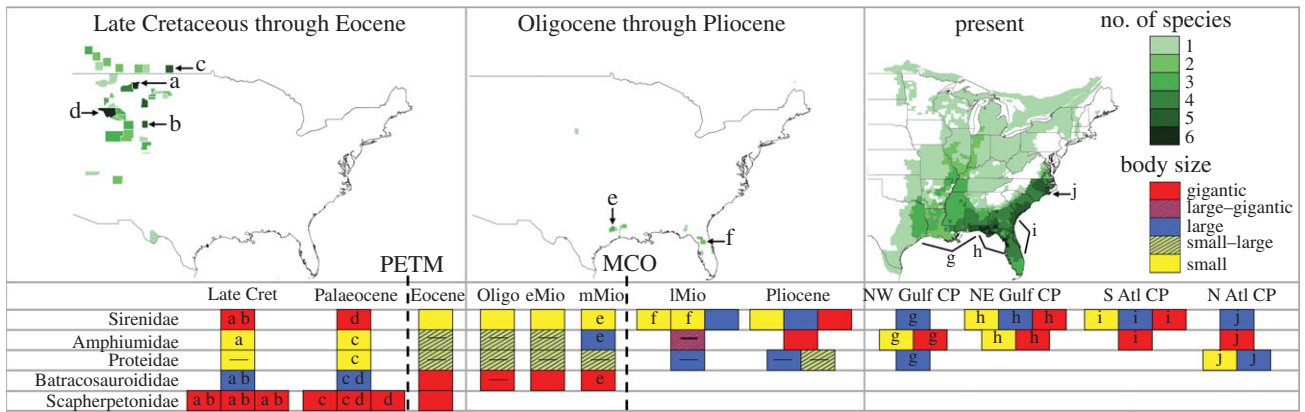 Late Cretaceous through Eocene Oligocene through Pliocene present no. of species
1
2
3
4
5
6
c
a
d
b
e
f
j
i
h
g
body size
gigantic
large–gigantic
large
small–large
small
PETM MCO
Late Cret Palaeocene Eocene Oligo eMio mMio lMio Pliocene NW Gulf CP NE Gulf CP S Atl CP N Atl CP
Sirenidae a b d e f f g h h h i i i j
Amphiumidae a c — — — e — g g h h i j
Proteidae — c — — — — — — g j j
Batracosauroididae a b c d — e
Scapherpetonidae a b a b a b c c d d